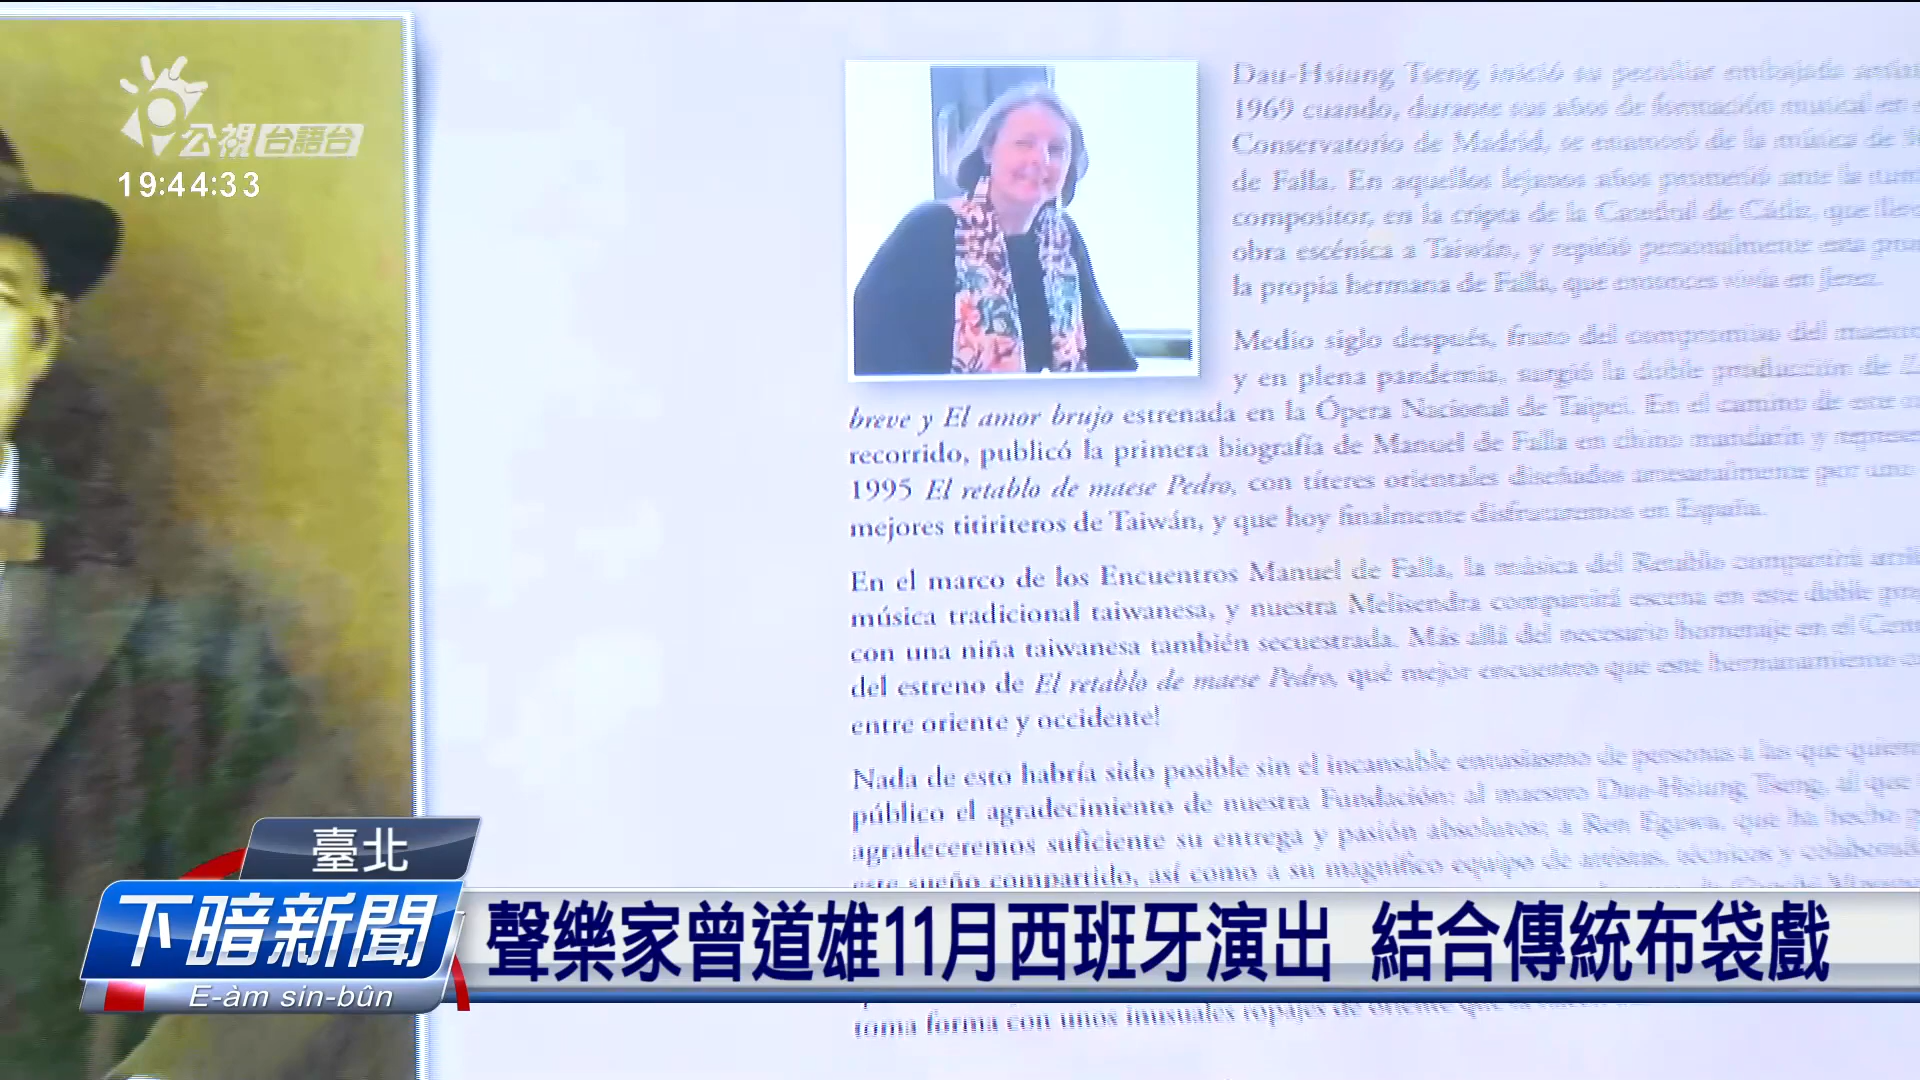 公視台語台
19:44:33
Dau-Hsiung Tseng inició su peculiar embajada
1969 cuando, durante sus años de formación musical en
Conservatorio de Madrid, se enamoró de la música de
de Falla. En aquellos lejanos años prometió ante la
compositor, en la cripta de la Catedral de Cádiz, que
obra escénica a Taiwán, y repitió personalmente esta
la propia hermana de Falla, que entonces vivía en Jerez.
Medio siglo después, fruto del compromiso del maestro
y en plena pandemia, surgió la doble producción de
breve y El amor brujo estrenada en la Ópera Nacional de Taipei. En el camino de este
recorrido, publicó la primera biografía de Manuel de Falla en chino mandarín y
1995 El retablo de maese Pedro, con títeres orientales diseñados artesanalmente por uno
mejores titiriteros de Taiwán, y que hoy finalmente disfrutaremos en España.
En el marco de los Encuentros Manuel de Falla, la música del Retablo compartirá
música tradicional taiwanesa, y nuestra Melisendra compartirá escena en este doble
con una niña taiwanesa también secuestrada. Más allá del necesario homenaje en el
del estreno de El retablo de maese Pedro, qué mejor encuentro que este hermanamiento
entre oriente y occidente!
Nada de esto habría sido posible sin el incansable entusiasmo de personas a las que
público el agradecimiento de nuestra Fundación: al maestro Dau-Hsiung Tseng, al que
agradeceremos suficiente su entrega y pasión absolutos; a Ren Egawa, que ha hecho
este sueño compartido, así como a su magnífico equipo de artistas, técnicos y
臺北
下暗新聞
E-àm sin-bûn
聲樂家曾道雄11月西班牙演出 結合傳統布袋戲
toma forma con unos inusuales ropajes de oriente que